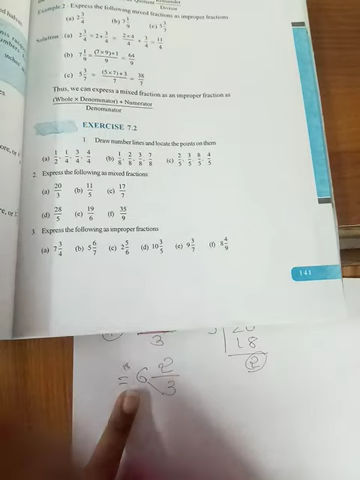 Example 2 Express the following mixed fractions as improper fractions
(a) 2 3/4 (b) 7 1/9 (c) 5 3/7
Solution (a) 2 3/4 = 2 + 3/4 = 2×4/4 + 3/4 = 11/4
(b) 7 1/9 = (7×9)+1/9 = 64/9
(c) 5 3/7 = (5×7)+3/7 = 38/7
Thus, we can express a mixed fraction as an improper fraction as
(Whole × Denominator) + Numerator
Denominator
EXERCISE 7.2
1. Draw number lines and locate the points on them
(a) 1/2, 1/4, 3/4, 4/4 (b) 1/8, 2/8, 3/8, 7/8 (c) 2/5, 3/5, 8/5, 4/5
2. Express the following as mixed fractions
(a) 20/3 (b) 11/5 (c) 17/7
(d) 28/5 (e) 19/6 (f) 35/9
3. Express the following as improper fractions
(a) 7 3/4 (b) 5 6/7 (c) 2 5/6 (d) 10 3/5 (e) 9 3/7 (f) 8 4/9
141
3
18
2
= 6 2/3